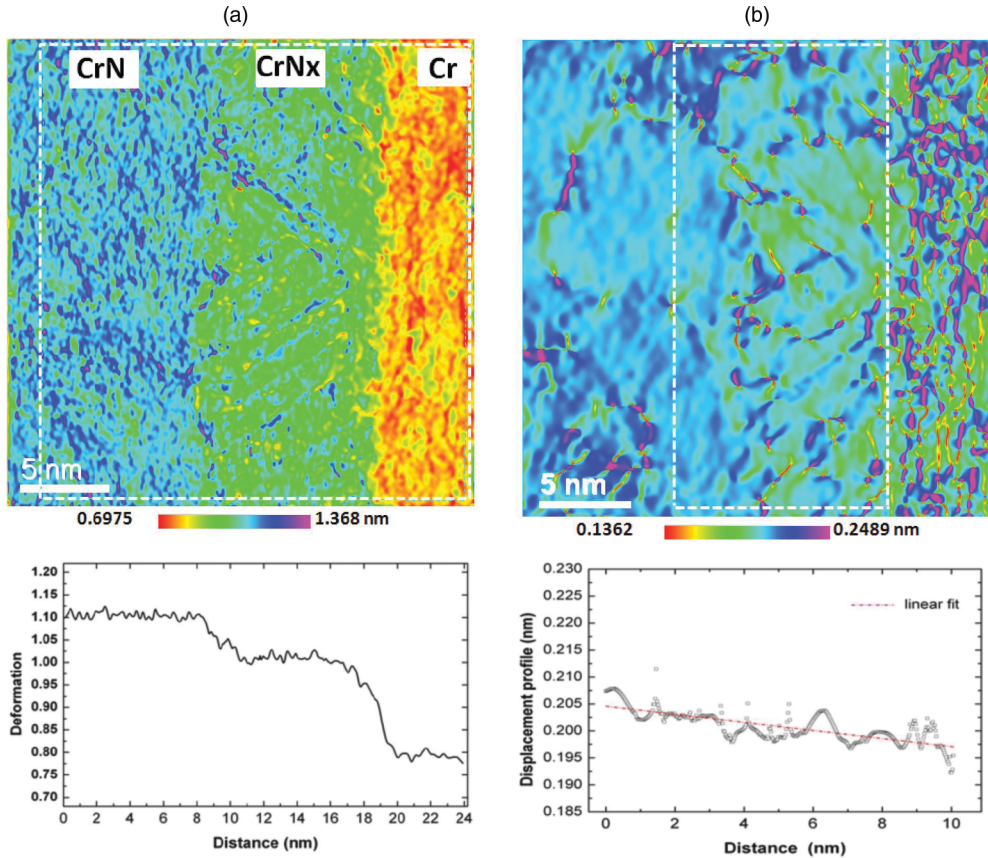 (a)
(b)
CrN
CrNx
Cr
5 nm
5 nm
0.6975
1.368 nm
0.1362
0.2489 nm
1.20
1.15
1.10
1.05
1.00
0.95
0.90
0.85
0.80
0.75
0.70
Deformation
0 2 4 6 8 10 12 14 16 18 20 22 24
Distance (nm)
0.230
0.225
0.220
0.215
0.210
0.205
0.200
0.195
0.190
0.185
Displacement profile (nm)
linear fit
0 2 4 6 8 10
Distance (nm)